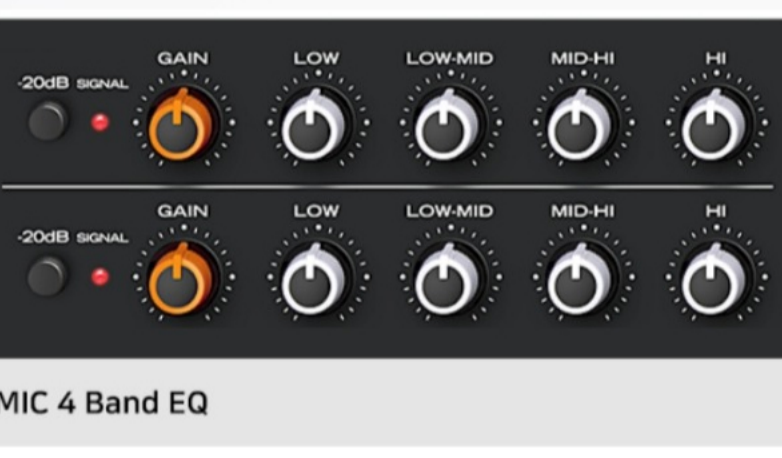 GAIN LOW LOW-MID MID-HI HI
-20dB SIGNAL
GAIN LOW LOW-MID MID-HI HI
-20dB SIGNAL
MIC 4 Band EQ